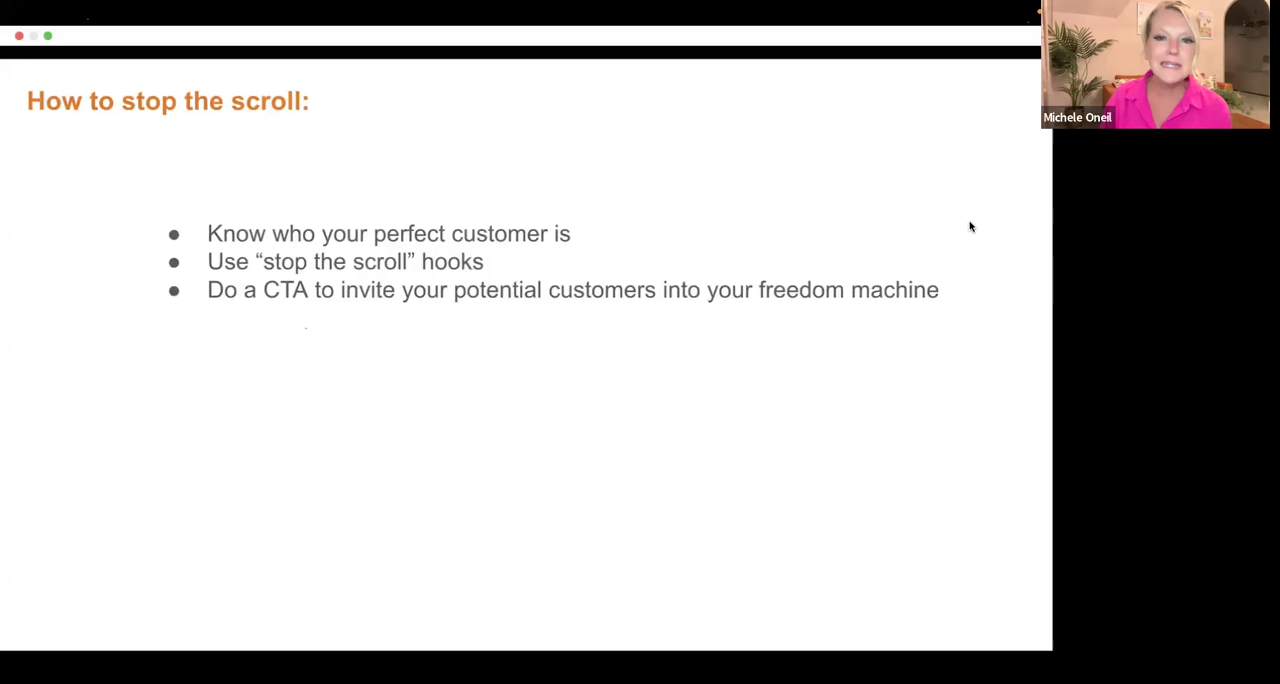 How to stop the scroll:
● Know who your perfect customer is
● Use “stop the scroll” hooks
● Do a CTA to invite your potential customers into your freedom machine
Michele Oneil